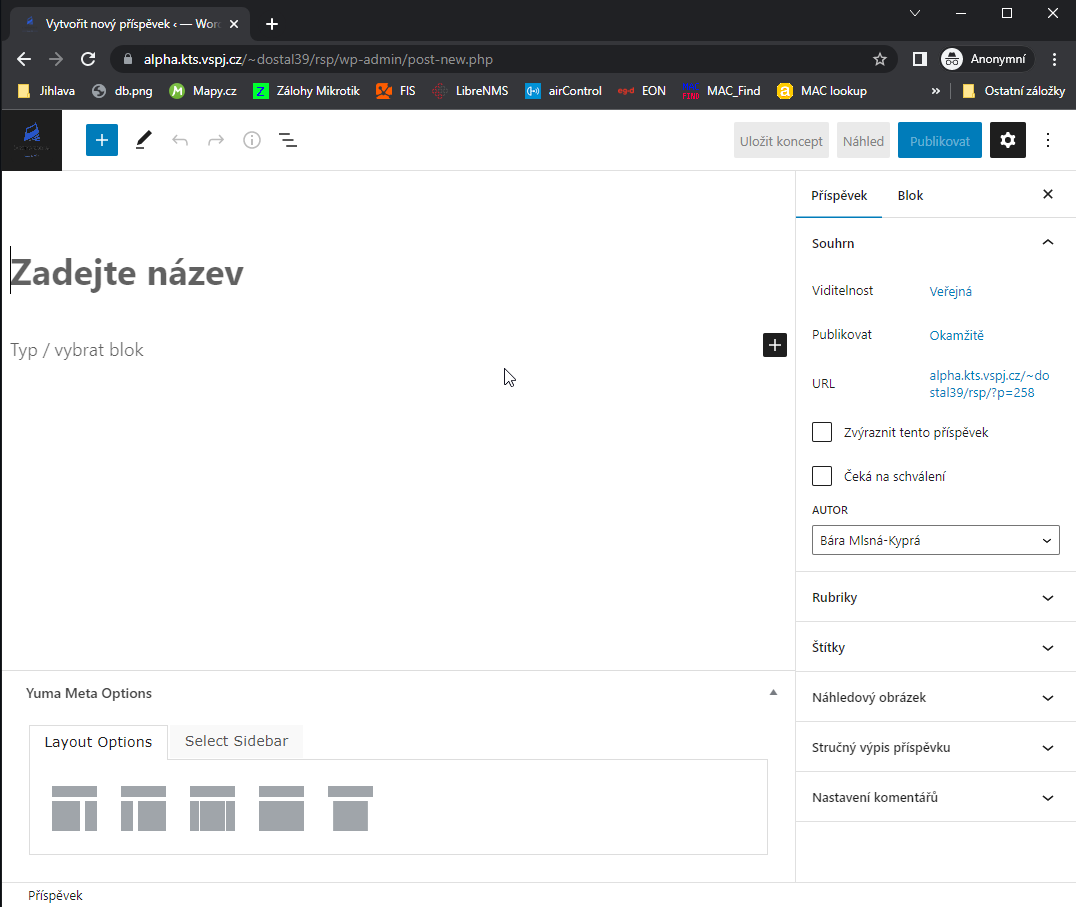 Vytvořit nový příspěvek ‹ — Wor
alpha.kts.vspj.cz/~dostal39/rsp/wp-admin/post-new.php
Anonymní
Jihlava
db.png
Mapy.cz
Zálohy Mikrotik
FIS
LibreNMS
airControl
EON
MAC_Find
MAC lookup
»
Ostatní záložky
Uložit koncept
Náhled
Publikovat
Příspěvek
Blok
Zadejte název
Typ / vybrat blok
Souhrn
Viditelnost
Veřejná
Publikovat
Okamžitě
URL
alpha.kts.vspj.cz/~do
stal39/rsp/?p=258
Zvýraznit tento příspěvek
Čeká na schválení
AUTOR
Bára Mlsná-Kyprá
Rubriky
Štítky
Náhledový obrázek
Stručný výpis příspěvku
Nastavení komentářů
Yuma Meta Options
Layout Options
Select Sidebar
Příspěvek